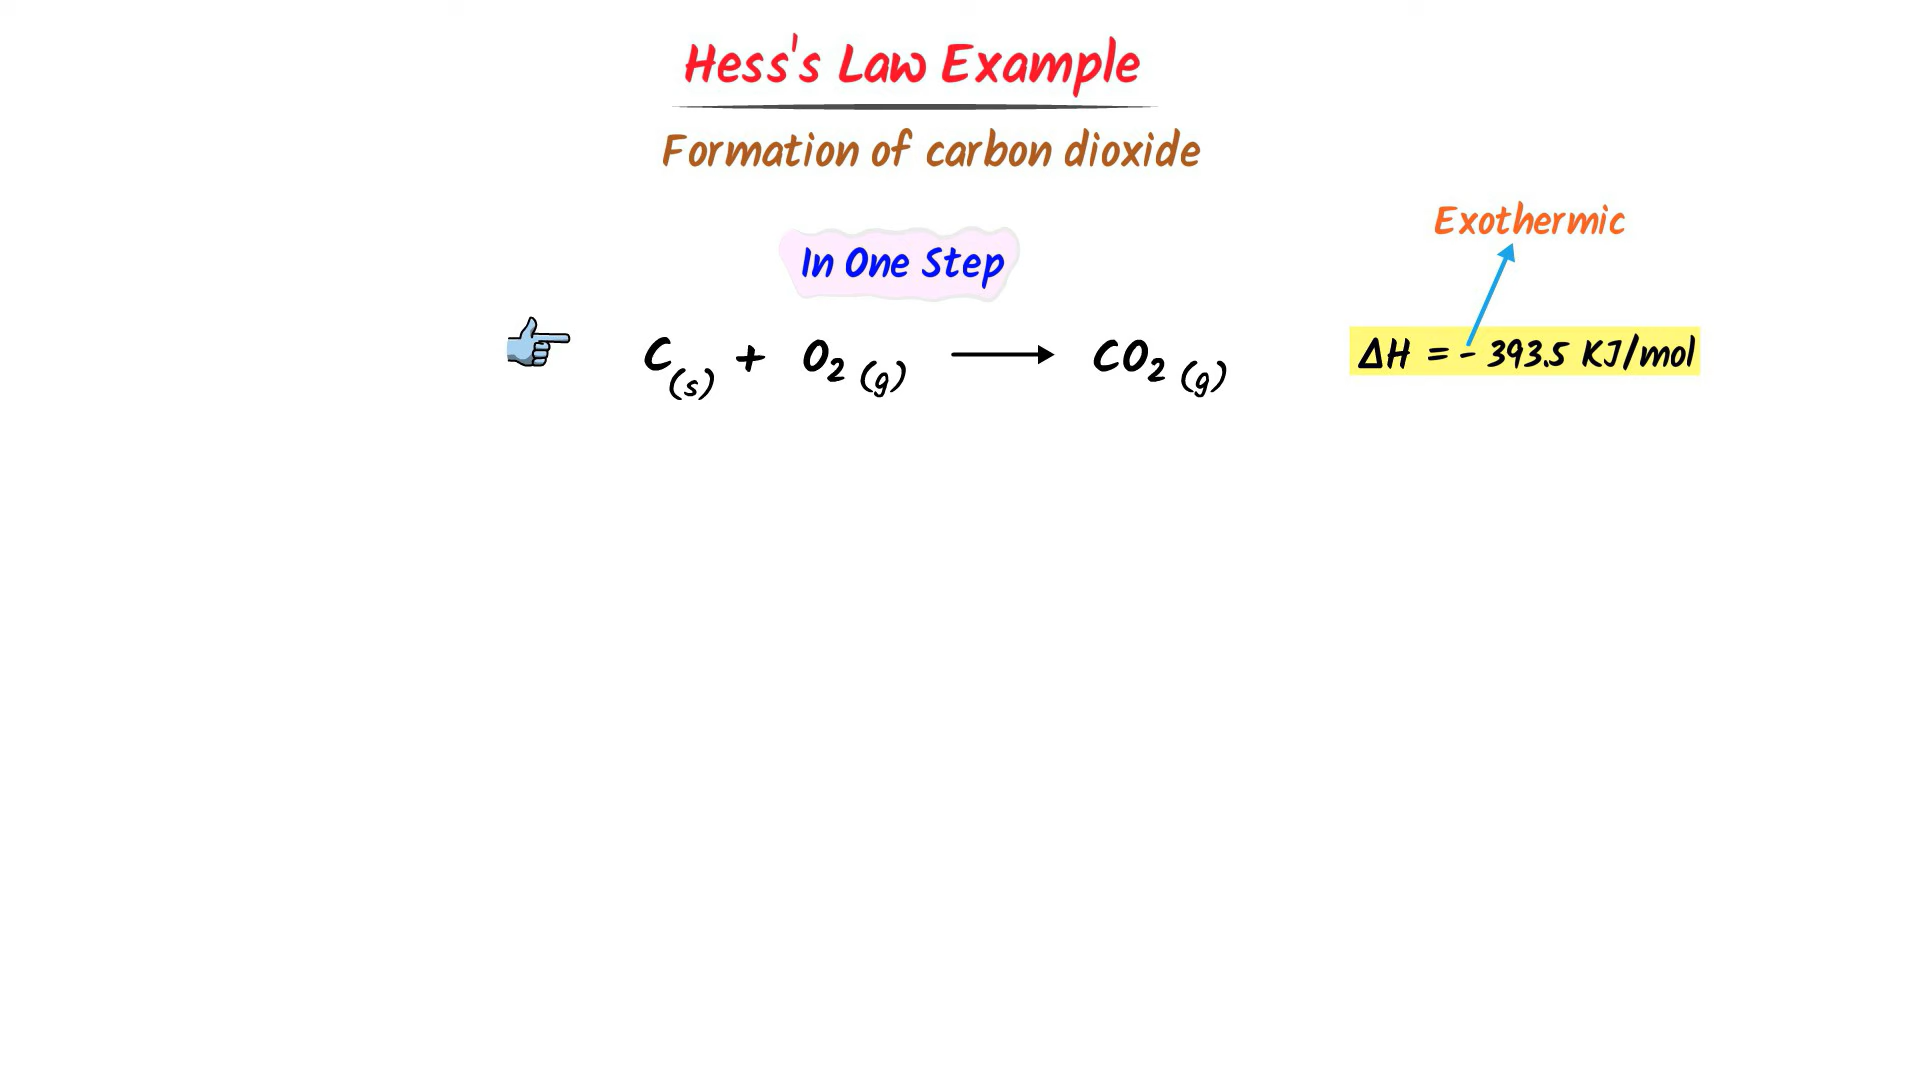 Hess's Law Example
Formation of carbon dioxide
Exothermic
In One Step
C(s) + O2 (g) ⟶ CO2 (g)
ΔH = - 393.5 KJ/mol